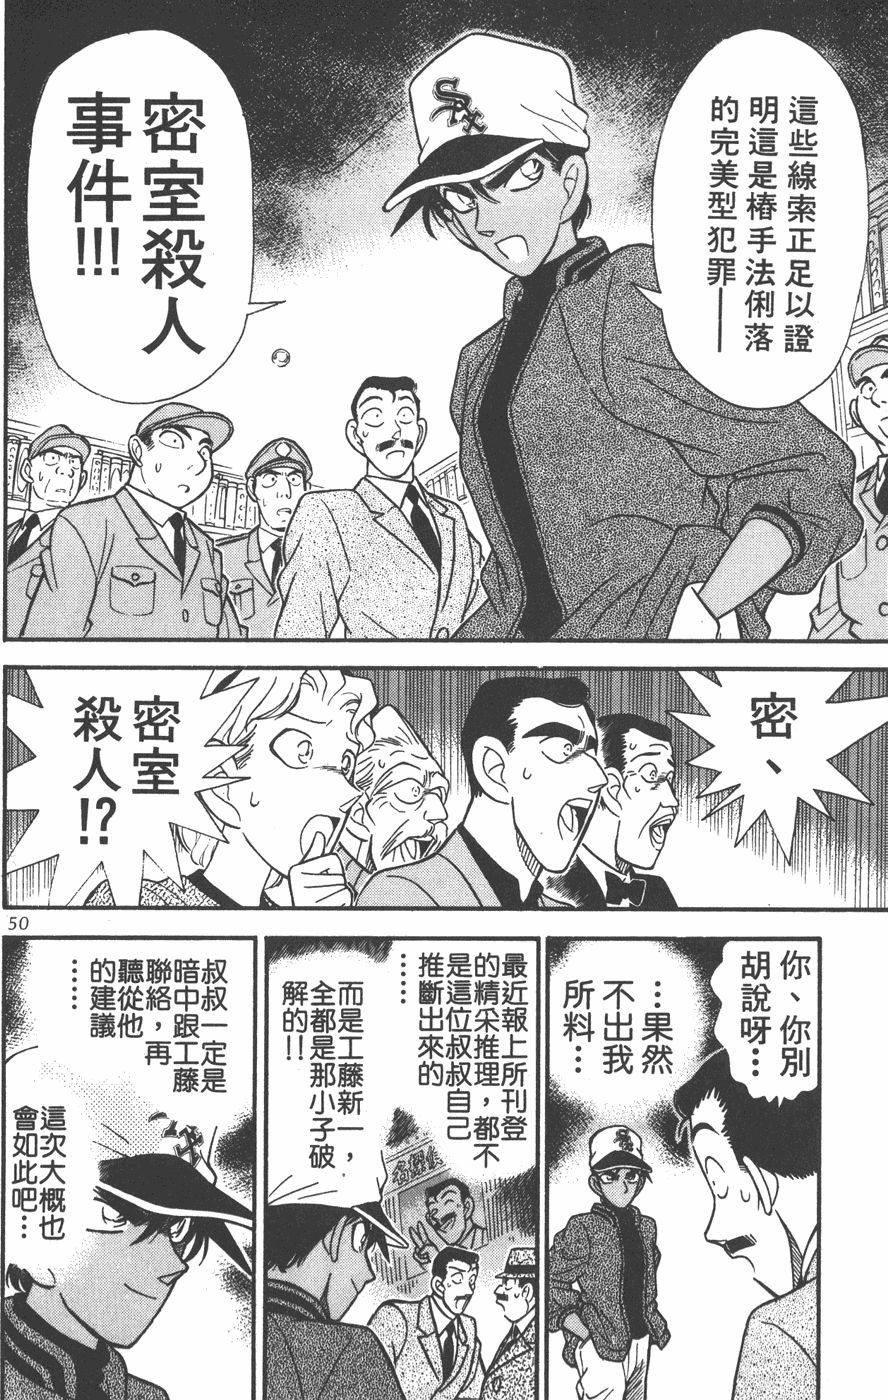 這些線索正足以證
明這是樁手法俐落
的完美型犯罪——
密室殺人
事件!!!
Sox
密、
密室
殺人!?
50
你、你別
胡說呀…
…果然
不出我
所料…
Sox
最近報上所刊登
的精采推理，都不
是這位叔叔自己
推斷出來的
……
而是工藤新一，
全都是那小子破
解的!!
叔叔一定是
暗中跟工藤
聯絡，再
聽從他
的建議
……
這次大概也
會如此吧…